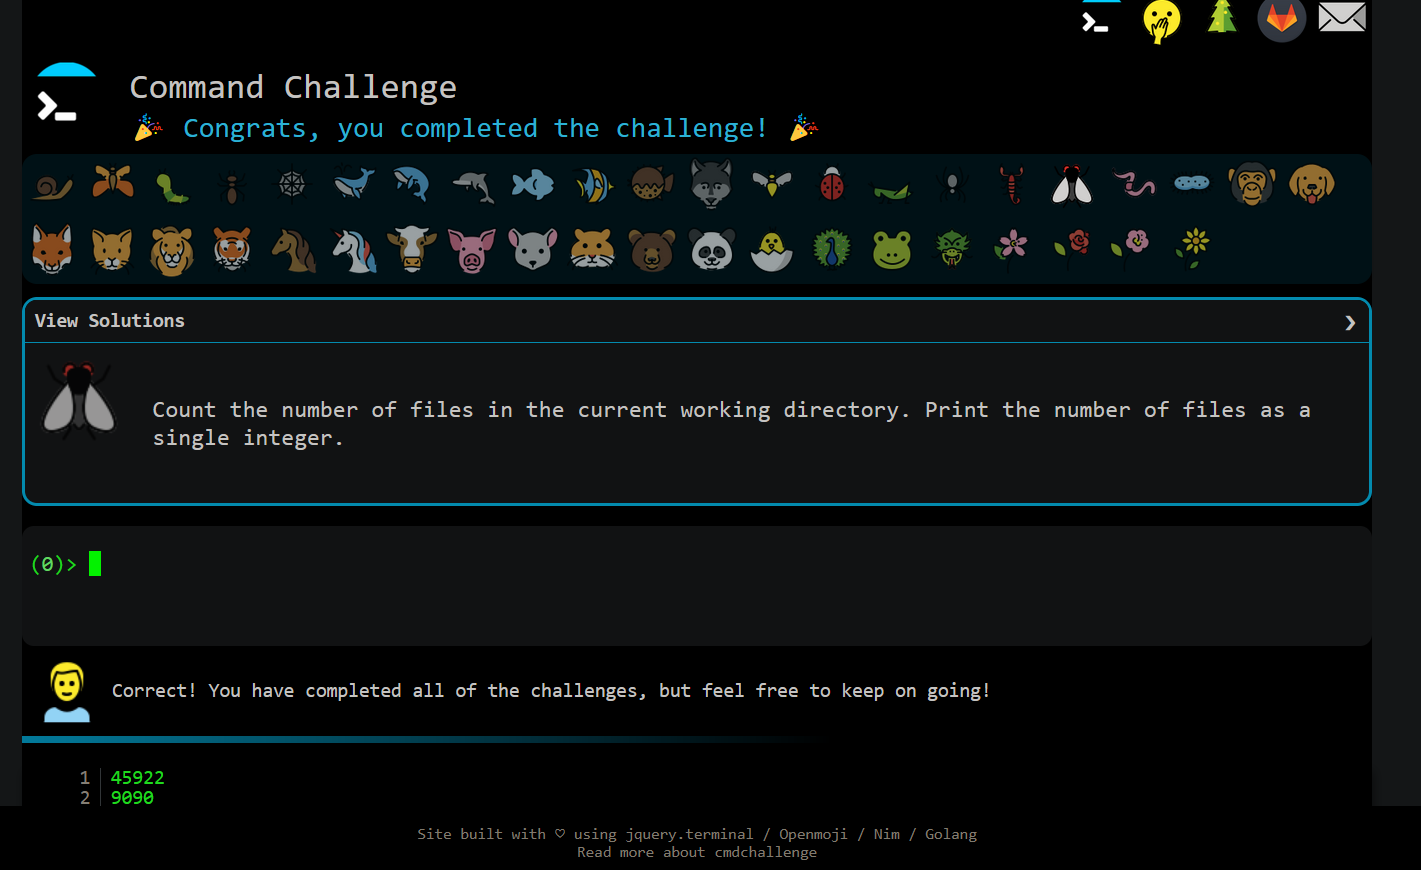 Command Challenge
🎉 Congrats, you completed the challenge! 🎉
View Solutions ❯
Count the number of files in the current working directory. Print the number of files as a
single integer.
(0)>
Correct! You have completed all of the challenges, but feel free to keep on going!
1 45922
2 9090
Site built with ♡ using jquery.terminal / Openmoji / Nim / Golang
Read more about cmdchallenge